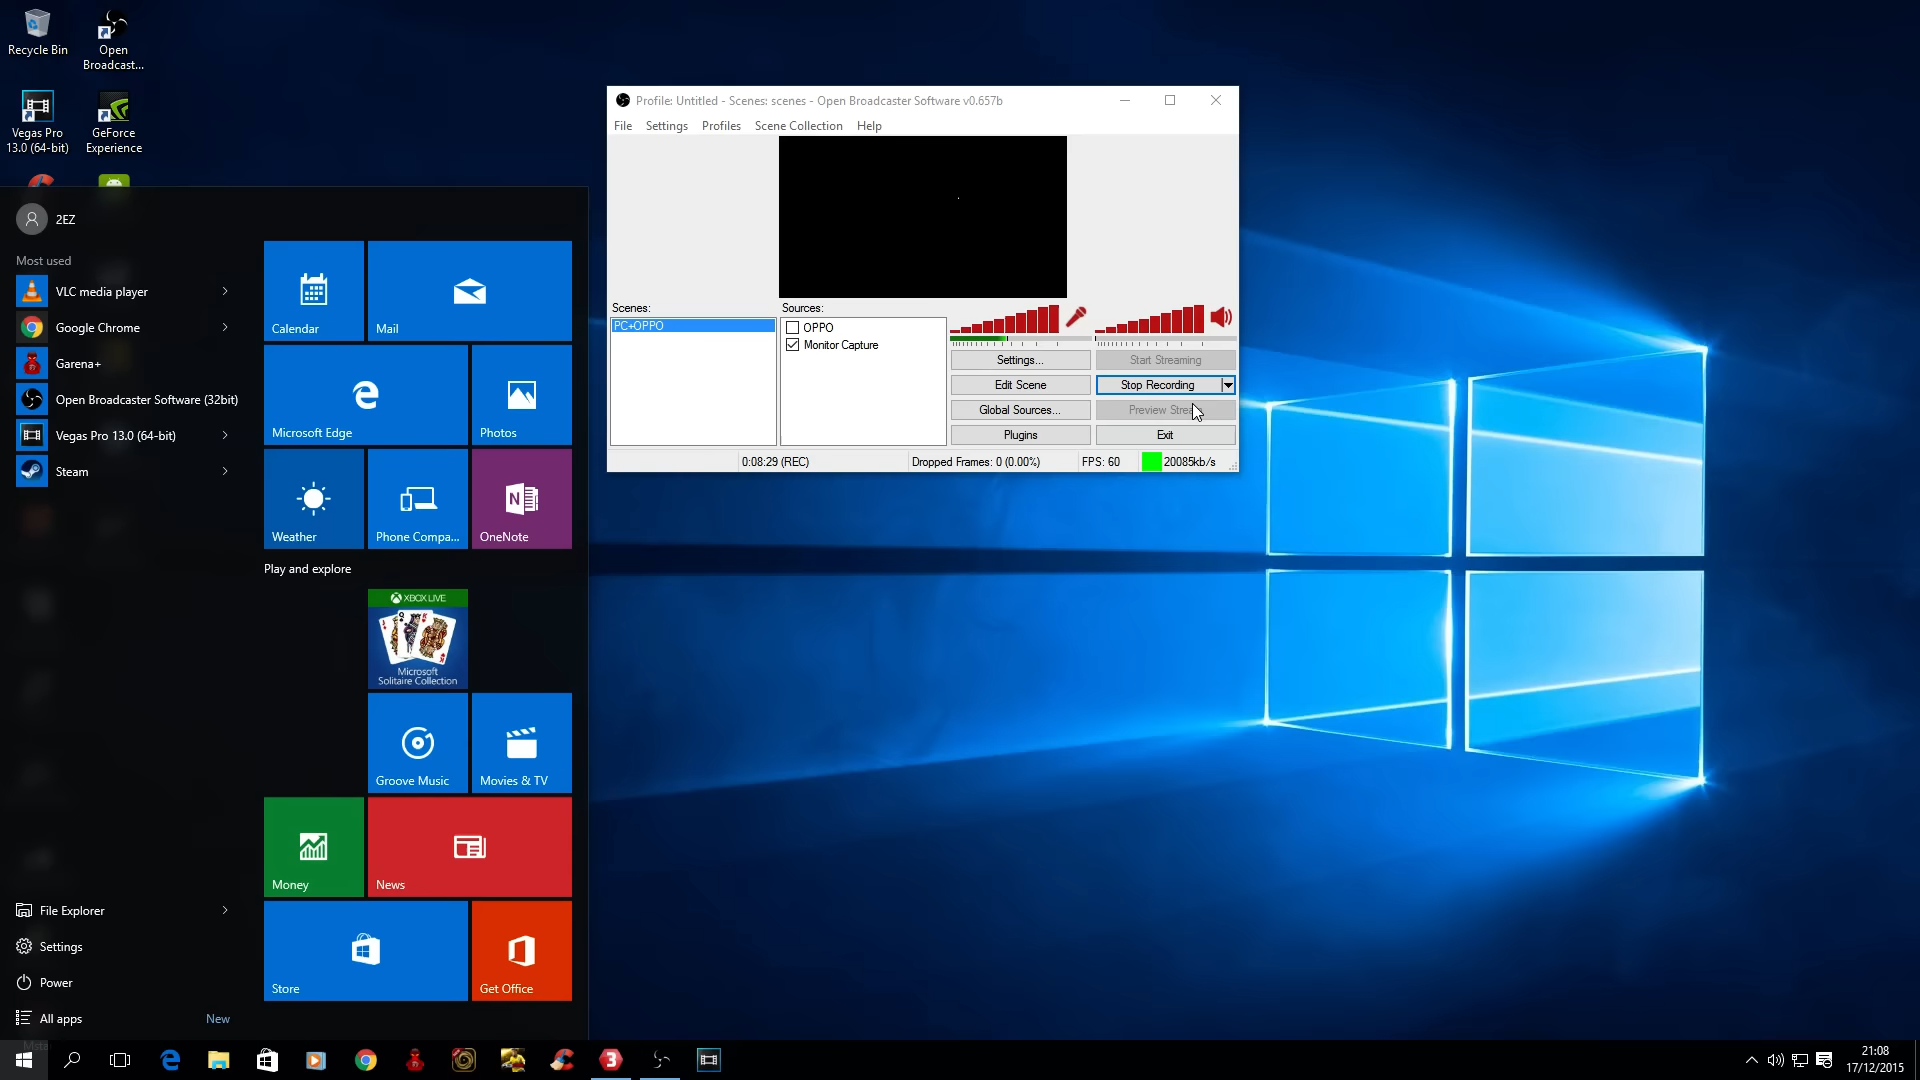 Recycle Bin
Open
Broadcast...
Vegas Pro
13.0 (64-bit)
GeForce
Experience
2EZ
Most used
VLC media player
Google Chrome
Garena+
Open Broadcaster Software (32bit)
Vegas Pro 13.0 (64-bit)
Steam
File Explorer
Settings
Power
All apps
New
Calendar
Mail
Microsoft Edge
Photos
Weather
Phone Compa...
OneNote
Play and explore
XBOX LIVE
Microsoft
Solitaire Collection
Groove Music
Movies & TV
Money
News
Store
Get Office
Profile: Untitled - Scenes: scenes - Open Broadcaster Software v0.657b
File Settings Profiles Scene Collection Help
Scenes:
PC+OPPO
Sources:
OPPO
Monitor Capture
Settings...
Start Streaming
Edit Scene
Stop Recording
Global Sources...
Preview
Plugins
Exit
0:08:29 (REC)
Dropped Frames: 0 (0.00%)
FPS: 60
20085kb/s
3
21:08
17/12/2015